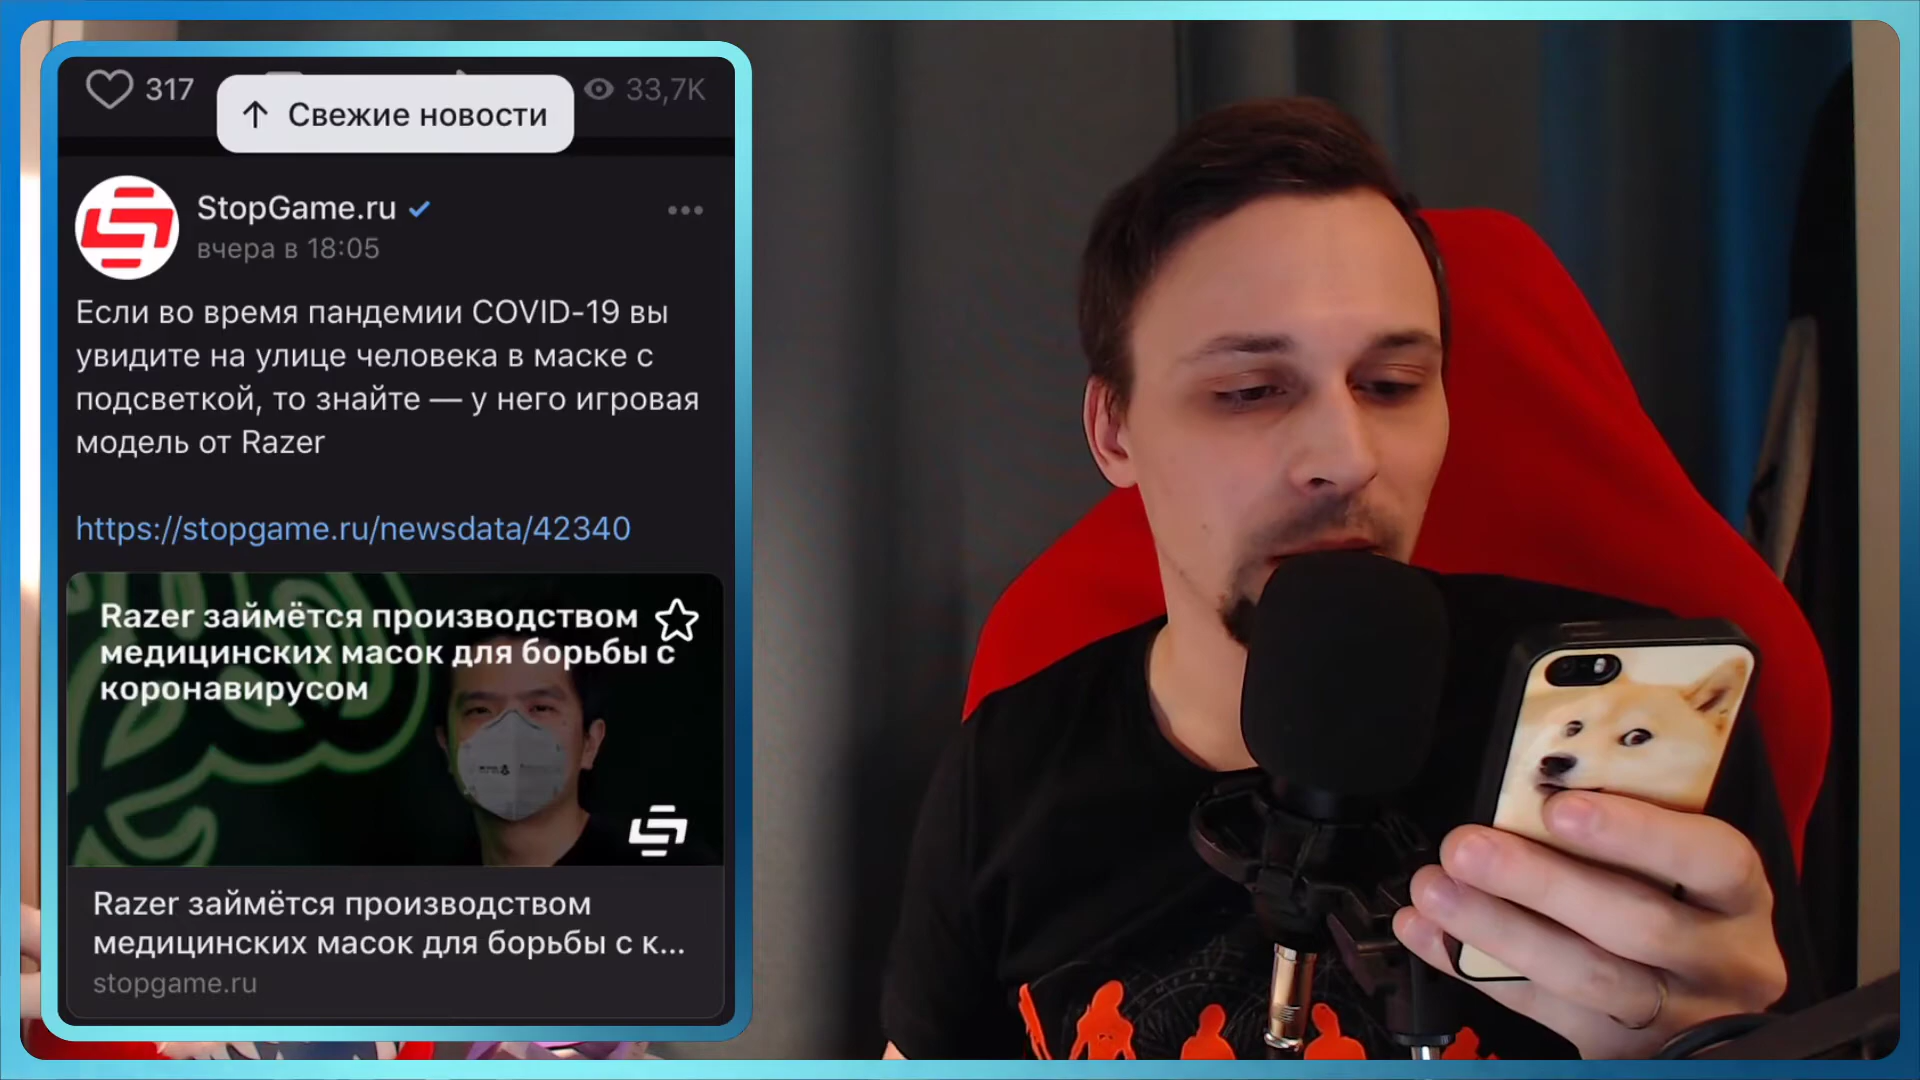 317
Свежие новости
33,7K
StopGame.ru
вчера в 18:05
Если во время пандемии COVID-19 вы
увидите на улице человека в маске с
подсветкой, то знайте — у него игровая
модель от Razer
https://stopgame.ru/newsdata/42340
Razer займётся производством
медицинских масок для борьбы с
коронавирусом
Razer займётся производством
медицинских масок для борьбы с к...
stopgame.ru